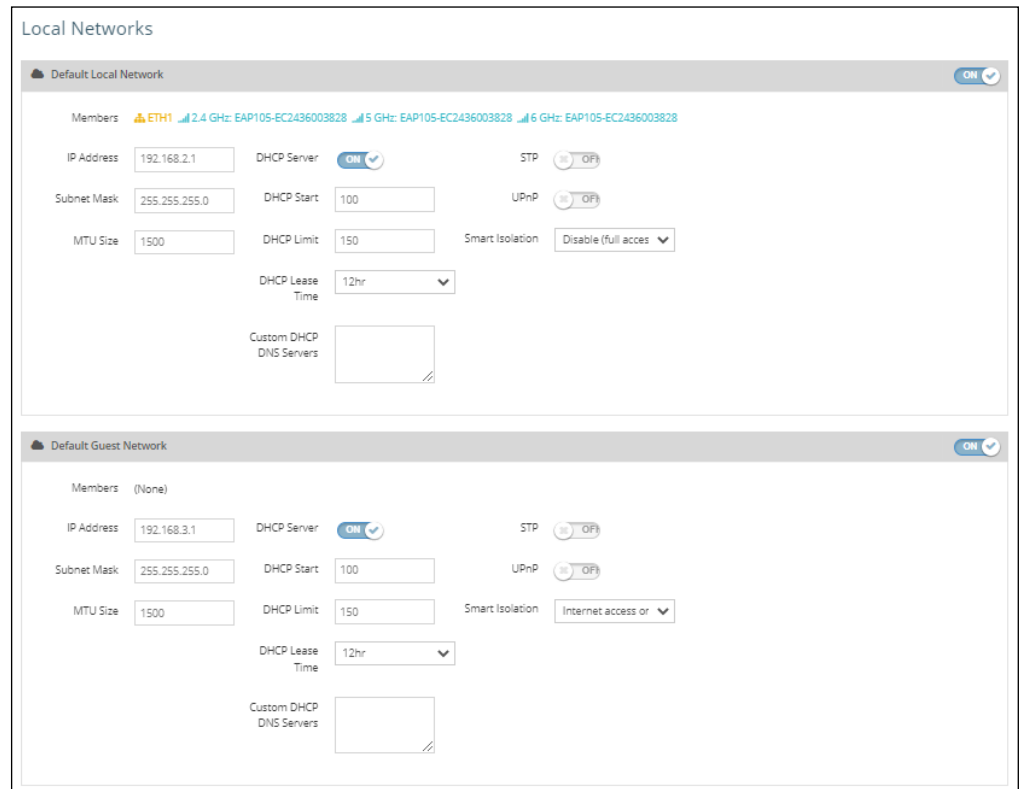 Local Networks
Default Local Network ON
Members ETH1 2.4 GHz: EAP105-EC2436003828 5 GHz: EAP105-EC2436003828 6 GHz: EAP105-EC2436003828
IP Address 192.168.2.1 DHCP Server ON STP OFF
Subnet Mask 255.255.255.0 DHCP Start 100 UPnP OFF
MTU Size 1500 DHCP Limit 150 Smart Isolation Disable (full acces
DHCP Lease 12hr
Time
Custom DHCP
DNS Servers
Default Guest Network ON
Members (None)
IP Address 192.168.3.1 DHCP Server ON STP OFF
Subnet Mask 255.255.255.0 DHCP Start 100 UPnP OFF
MTU Size 1500 DHCP Limit 150 Smart Isolation Internet access or
DHCP Lease 12hr
Time
Custom DHCP
DNS Servers